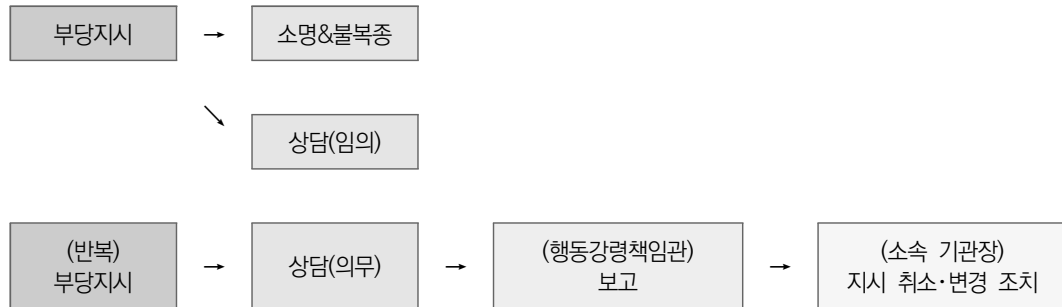 부당지시 → 소명&불복종
↘ 상담(임의)
(반복)
부당지시 → 상담(의무) → (행동강령책임관)
보고 → (소속 기관장)
지시 취소·변경 조치